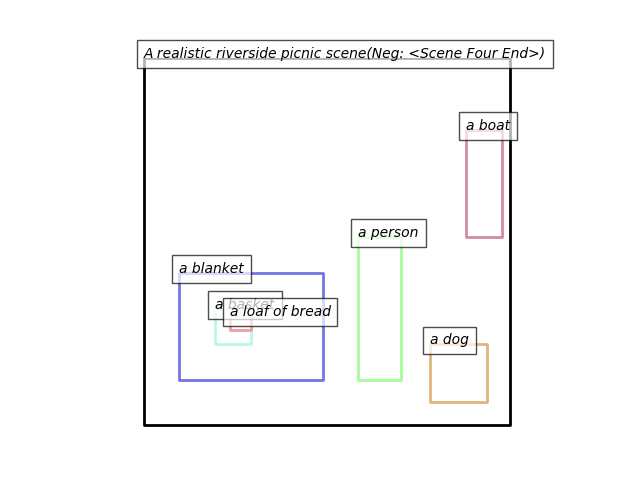 A realistic riverside picnic scene(Neg: <Scene Four End>)
a boat
a person
a blanket
a basket
a loaf of bread
a dog